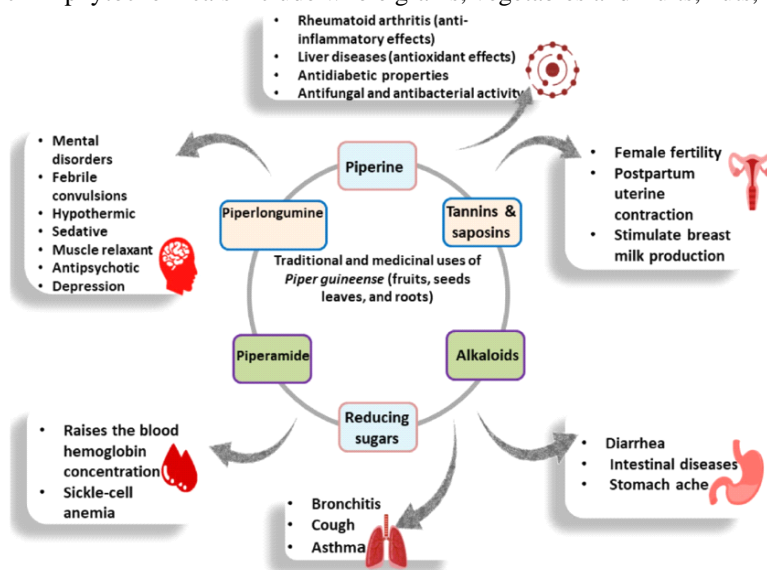 • Rheumatoid arthritis (anti-
inflammatory effects)
• Liver diseases (antioxidant effects)
• Antidiabetic properties
• Antifungal and antibacterial activity
• Mental
disorders
• Febrile
convulsions
• Hypothermic
• Sedative
• Muscle relaxant
• Antipsychotic
• Depression
Piperine
• Female fertility
• Postpartum
uterine
contraction
• Stimulate breast
milk production
Piperlongumine
Tannins &
saposins
Traditional and medicinal uses of
Piper guineense (fruits, seeds
leaves, and roots)
Piperamide
Alkaloids
Reducing
sugars
• Raises the blood
hemoglobin
concentration
• Sickle-cell
anemia
• Bronchitis
• Cough
• Asthma
• Diarrhea
• Intestinal diseases
• Stomach ache